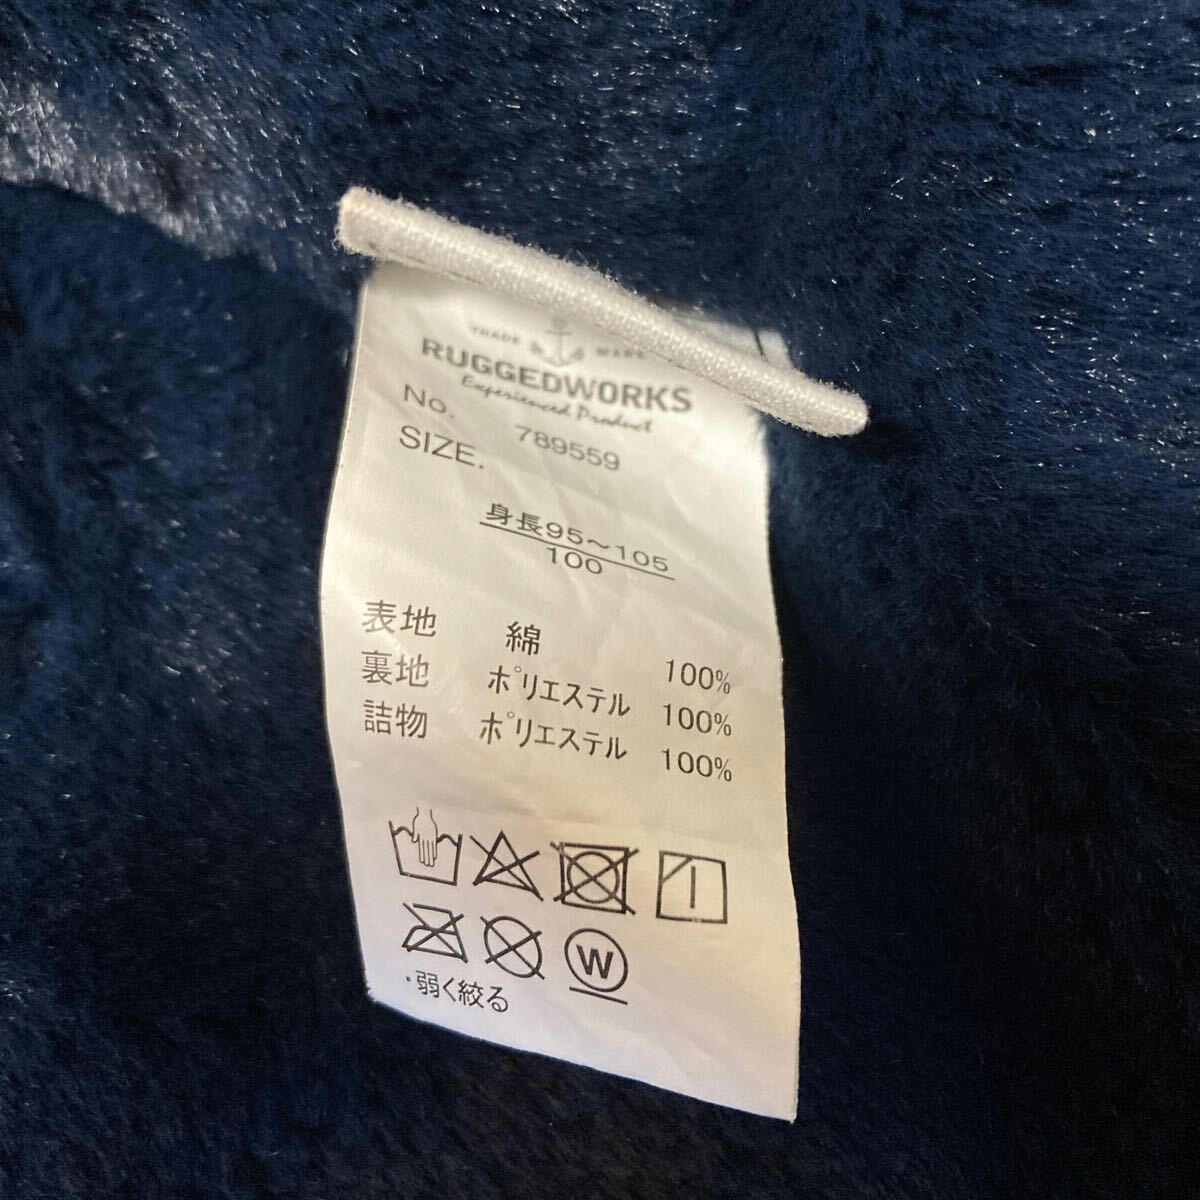 TRADE MARK
RUGGEDWORKS
Experienced Product
No. 789559
SIZE.
身長95～105
100
表地 綿 100%
裏地 ポリエステル 100%
詰物 ポリエステル 100%
W
・弱く絞る